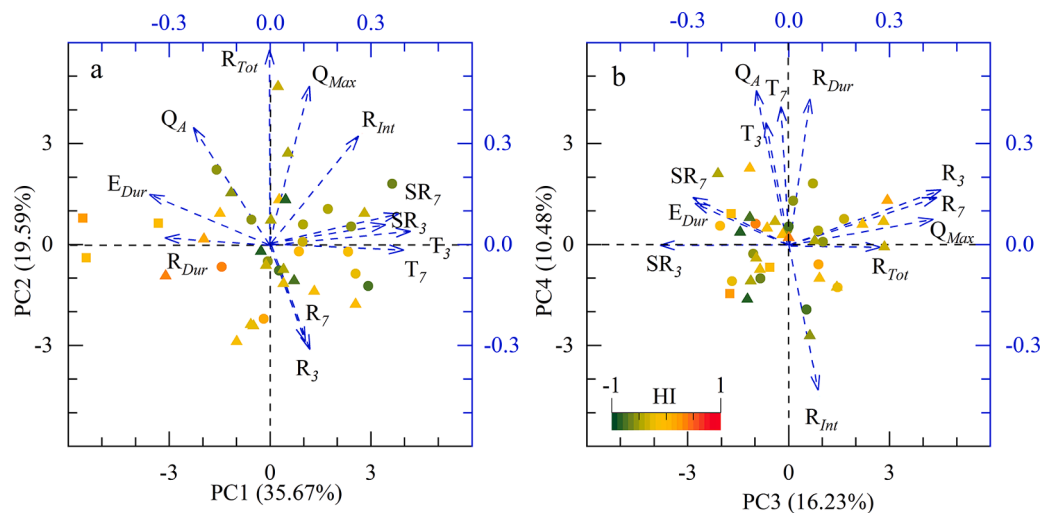 -0.3 0.0 0.3
-0.3 0.0 0.3
a
R_Tot
Q_Max
Q_A
R_Int
E_Dur
SR_7
SR_3
T_3
T_7
R_Dur
R_7
R_3
3
0
-3
PC2 (19.59%)
0.3
0.0
-0.3
-3 0 3
PC1 (35.67%)
b
Q_A
T_7
R_Dur
T_3
SR_7
E_Dur
SR_3
R_3
R_7
Q_Max
R_Tot
R_Int
-1 HI 1
3
0
-3
PC4 (10.48%)
0.3
0.0
-0.3
-3 0 3
PC3 (16.23%)